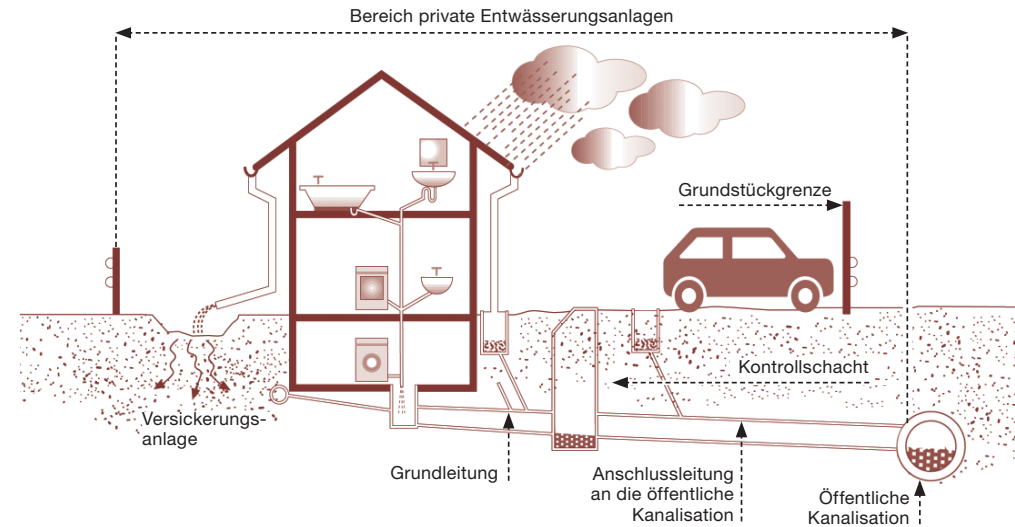 Bereich private Entwässerungsanlagen
Grundstückgrenze
Kontrollschacht
Versickerungs-
anlage
Grundleitung
Anschlussleitung
an die öffentliche
Kanalisation
Öffentliche
Kanalisation